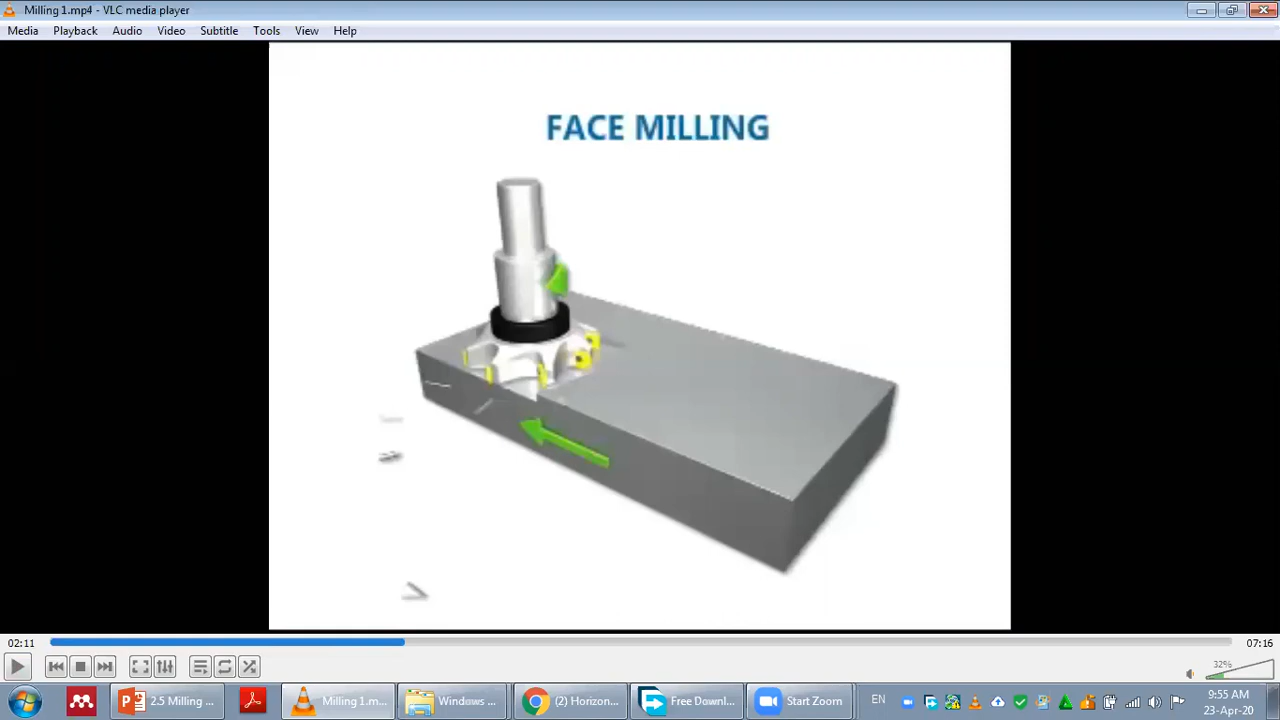 Milling 1.mp4 - VLC media player
Media Playback Audio Video Subtitle Tools View Help
FACE MILLING
02:11 07:16
32%
2.5 Milling ... Milling 1.m... Windows ... (2) Horizon... Free Downl... Start Zoom EN 9:55 AM
23-Apr-20